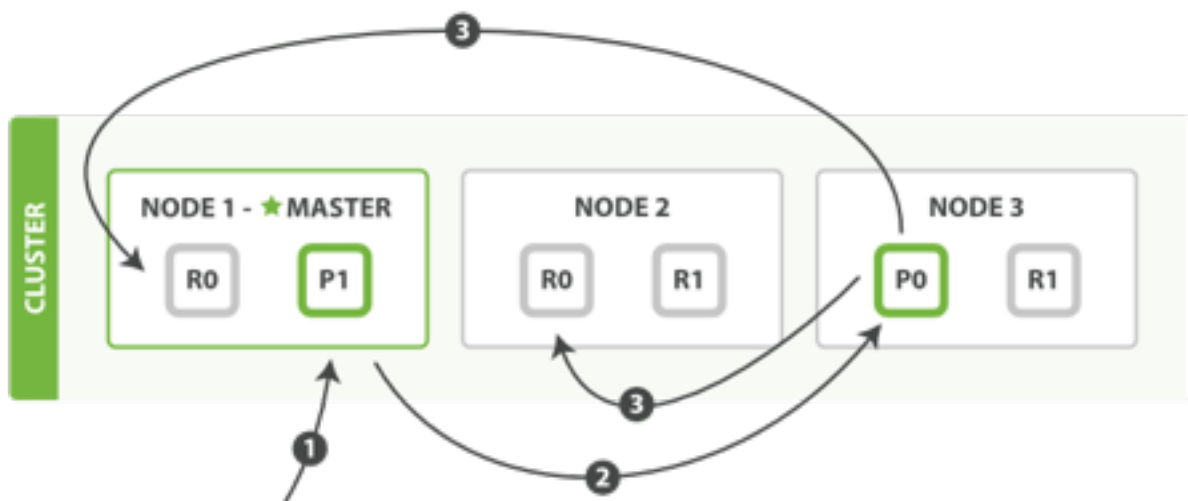 3
CLUSTER
NODE 1 - ★ MASTER
R0
P1
NODE 2
R0
R1
NODE 3
P0
R1
3
1
2